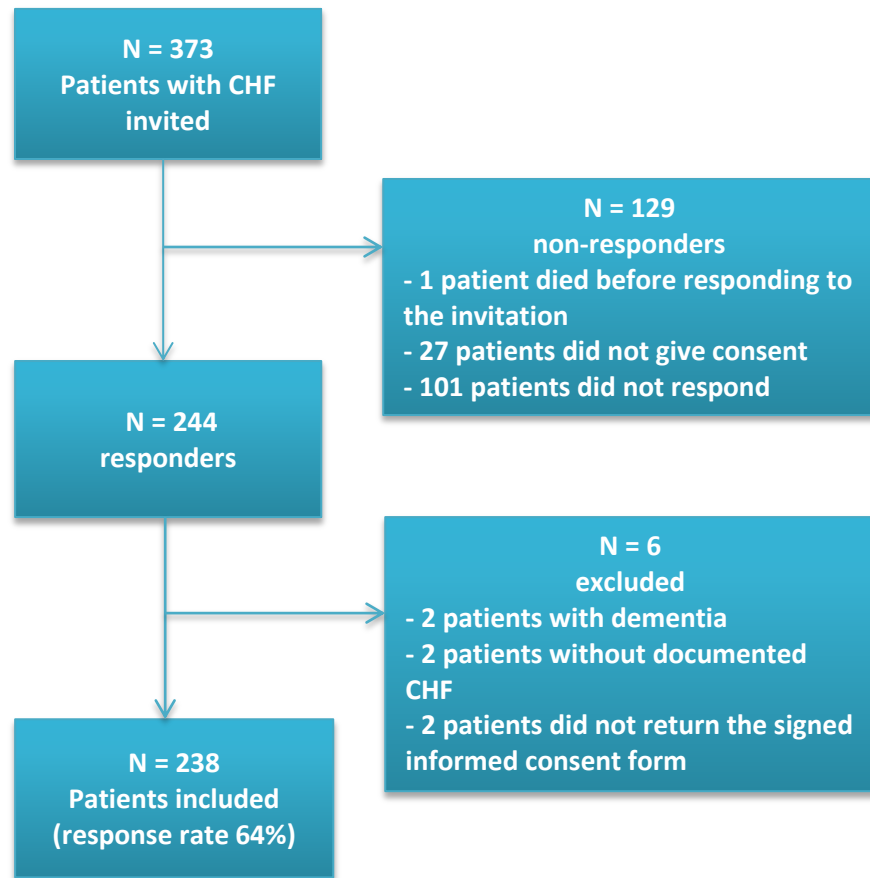 N = 373
Patients with CHF
invited
N = 129
non-responders
- 1 patient died before responding to
the invitation
- 27 patients did not give consent
- 101 patients did not respond
N = 244
responders
N = 6
excluded
- 2 patients with dementia
- 2 patients without documented
CHF
- 2 patients did not return the signed
informed consent form
N = 238
Patients included
(response rate 64%)